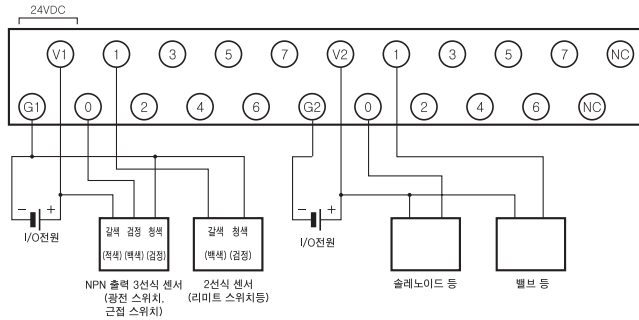 24VDC
V1 1 3 5 7 V2 1 3 5 7 NC
G1 0 2 4 6 G2 0 2 4 6 NC
− +
I/O전원
갈색 검정 청색
(적색) (백색) (검정)
NPN 출력 3선식 센서
(광전 스위치,
근접 스위치)
갈색 청색
(백색) (검정)
2선식 센서
(리미트 스위치등)
− +
I/O전원
솔레노이드 등
밸브 등